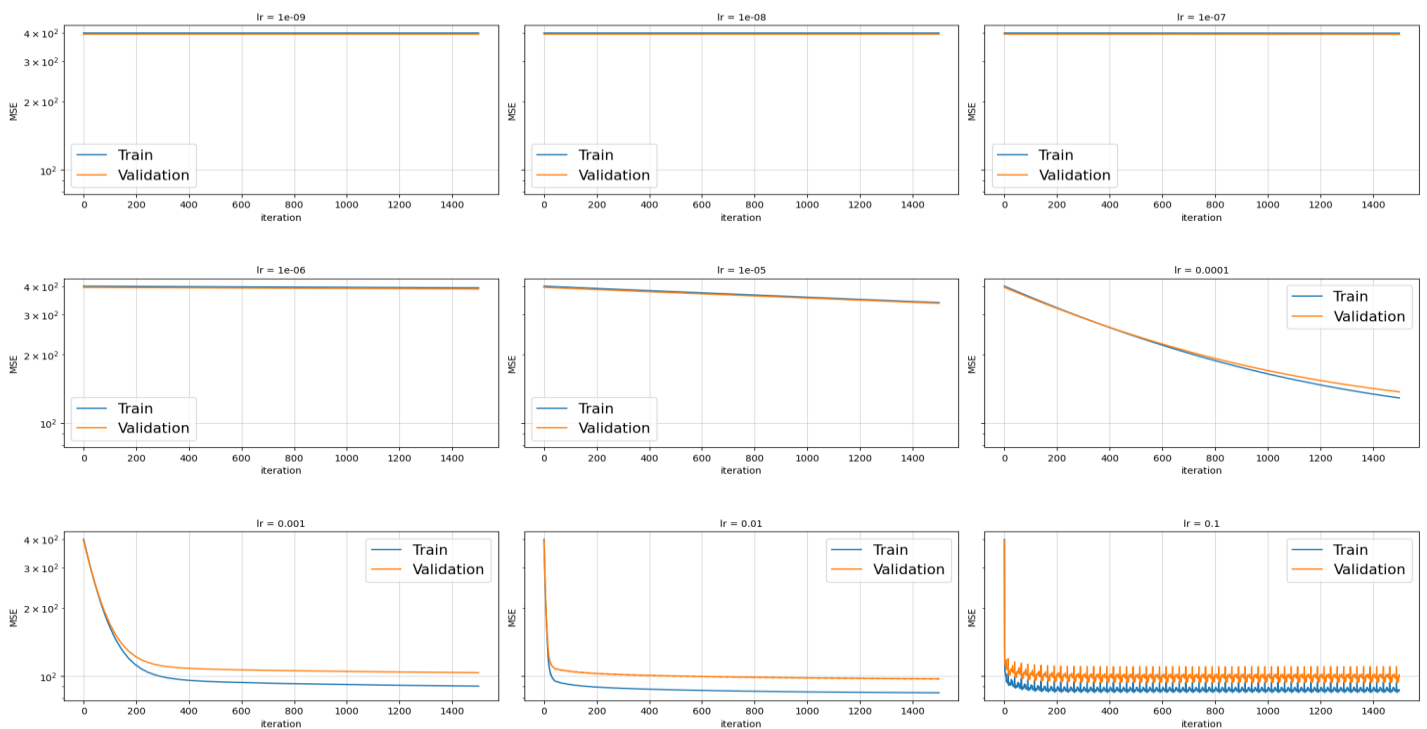 lr = 1e-09
MSE
4 × 10²
3 × 10²
2 × 10²
10²
Train
Validation
0 200 400 600 800 1000 1200 1400
iteration
lr = 1e-08
MSE
Train
Validation
0 200 400 600 800 1000 1200 1400
iteration
lr = 1e-07
MSE
Train
Validation
0 200 400 600 800 1000 1200 1400
iteration
lr = 1e-06
MSE
4 × 10²
3 × 10²
2 × 10²
10²
Train
Validation
0 200 400 600 800 1000 1200 1400
iteration
lr = 1e-05
MSE
Train
Validation
0 200 400 600 800 1000 1200 1400
iteration
lr = 0.0001
MSE
Train
Validation
0 200 400 600 800 1000 1200 1400
iteration
lr = 0.001
MSE
4 × 10²
3 × 10²
2 × 10²
10²
Train
Validation
0 200 400 600 800 1000 1200 1400
iteration
lr = 0.01
MSE
Train
Validation
0 200 400 600 800 1000 1200 1400
iteration
lr = 0.1
MSE
Train
Validation
0 200 400 600 800 1000 1200 1400
iteration